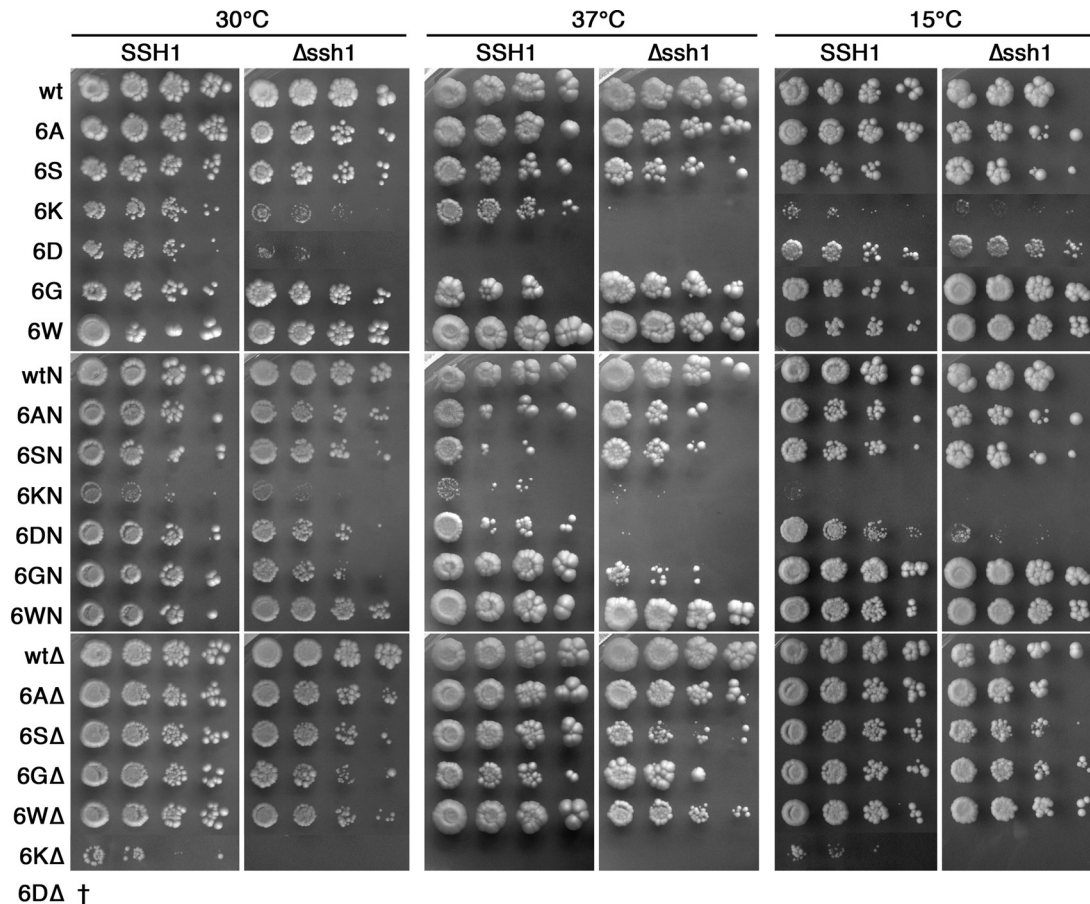 30°C 37°C 15°C
SSH1 Δssh1 SSH1 Δssh1 SSH1 Δssh1
wt
6A
6S
6K
6D
6G
6W
wtN
6AN
6SN
6KN
6DN
6GN
6WN
wtΔ
6AΔ
6SΔ
6GΔ
6WΔ
6KΔ
6DΔ †